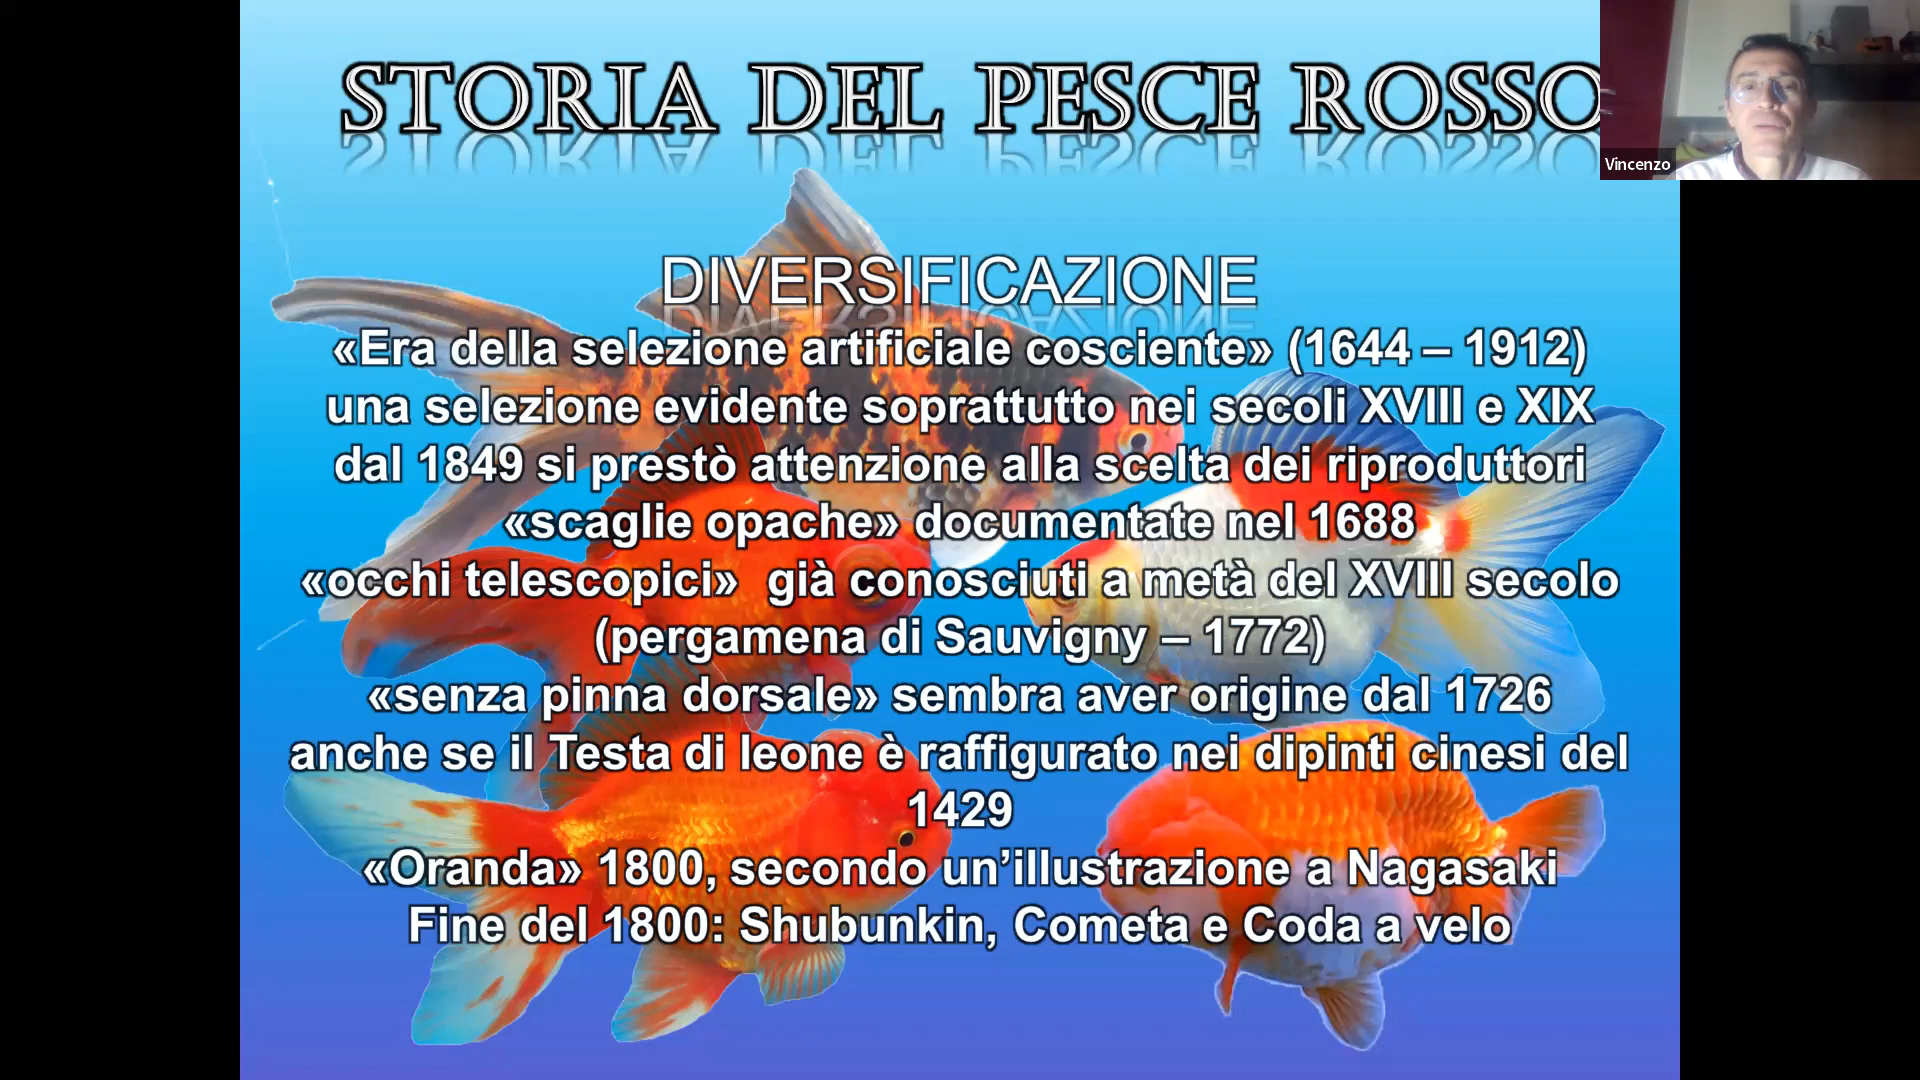 STORIA DEL PESCE ROSSO
Vincenzo
DIVERSIFICAZIONE
«Era della selezione artificiale cosciente» (1644 – 1912)
una selezione evidente soprattutto nei secoli XVIII e XIX
dal 1849 si prestò attenzione alla scelta dei riproduttori
«scaglie opache» documentate nel 1688
«occhi telescopici» già conosciuti a metà del XVIII secolo
(pergamena di Sauvigny – 1772)
«senza pinna dorsale» sembra aver origine dal 1726
anche se il Testa di leone è raffigurato nei dipinti cinesi del
1429
«Oranda» 1800, secondo un’illustrazione a Nagasaki
Fine del 1800: Shubunkin, Cometa e Coda a velo